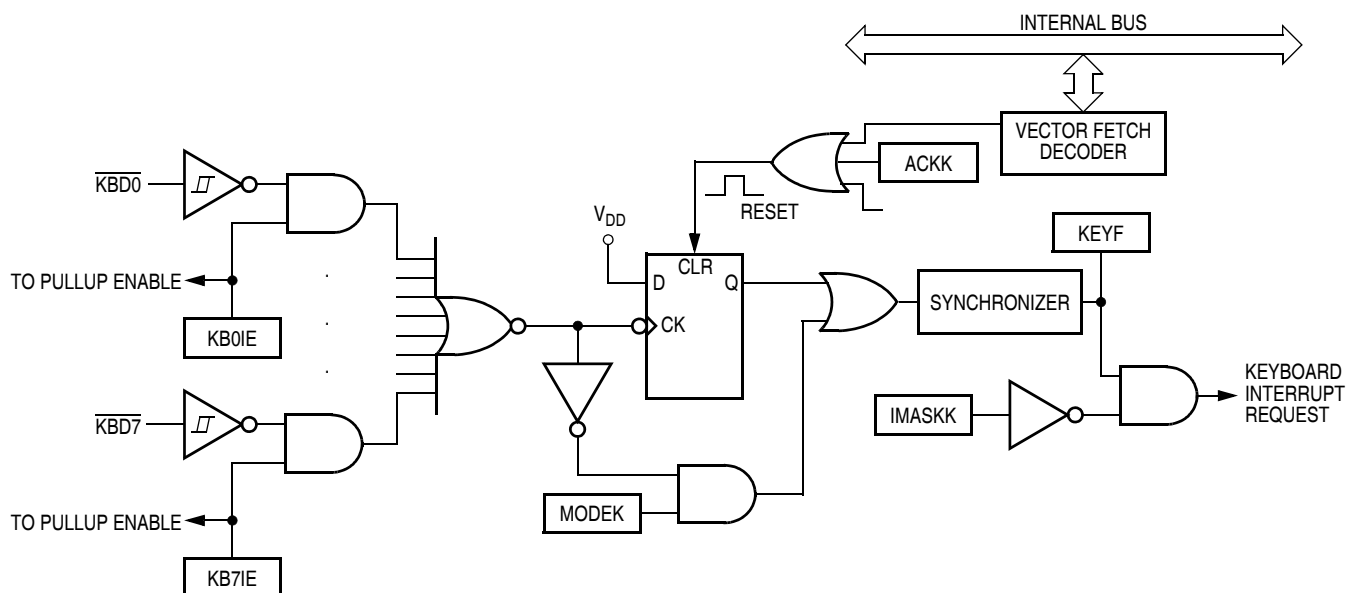 INTERNAL BUS
VECTOR FETCH
DECODER
ACKK
RESET
KBD0
TO PULLUP ENABLE
KB0IE
VDD
CLR
D
Q
CK
KEYF
SYNCHRONIZER
KBD7
TO PULLUP ENABLE
KB7IE
MODEK
IMASKK
KEYBOARD
INTERRUPT
REQUEST